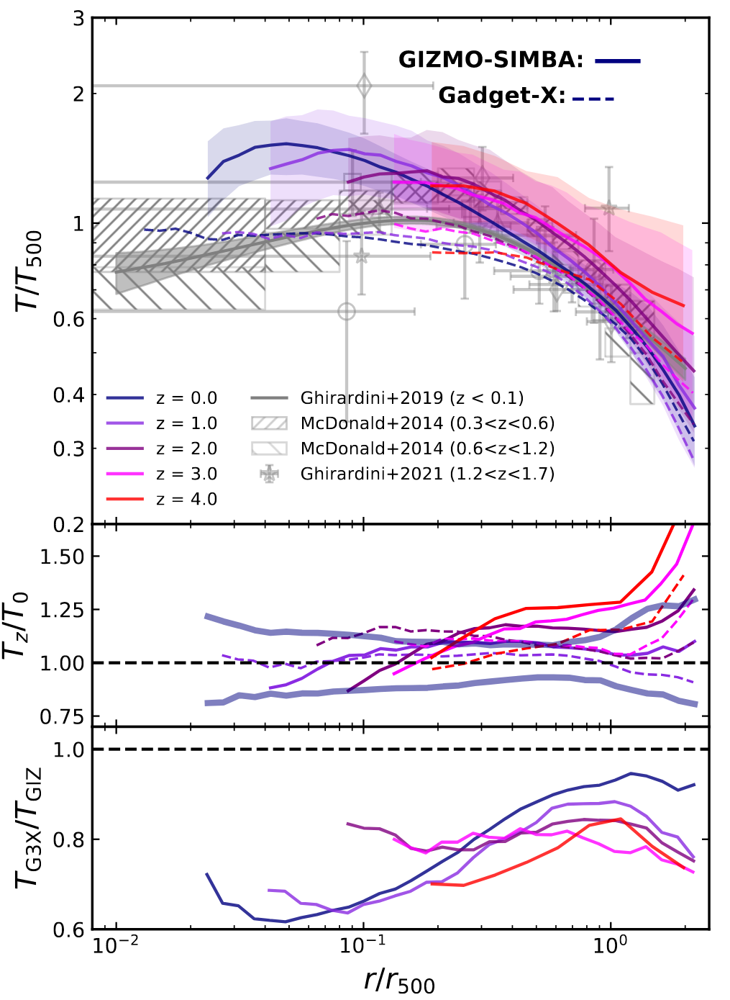 3
2
1
0.6
0.4
0.3
0.2
T/T500
GIZMO-SIMBA:
Gadget-X:
z = 0.0
z = 1.0
z = 2.0
z = 3.0
z = 4.0
Ghirardini+2019 (z < 0.1)
McDonald+2014 (0.3<z<0.6)
McDonald+2014 (0.6<z<1.2)
Ghirardini+2021 (1.2<z<1.7)
1.50
1.25
1.00
0.75
Tz/T0
1.0
0.8
0.6
TG3X/TGIZ
10−2
10−1
100
r/r500